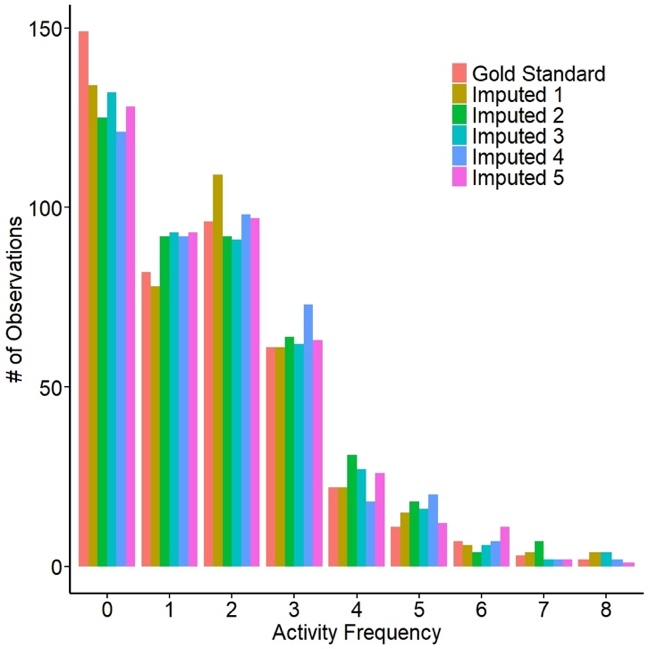 150
100
50
0
# of Observations
Gold Standard
Imputed 1
Imputed 2
Imputed 3
Imputed 4
Imputed 5
0 1 2 3 4 5 6 7 8
Activity Frequency